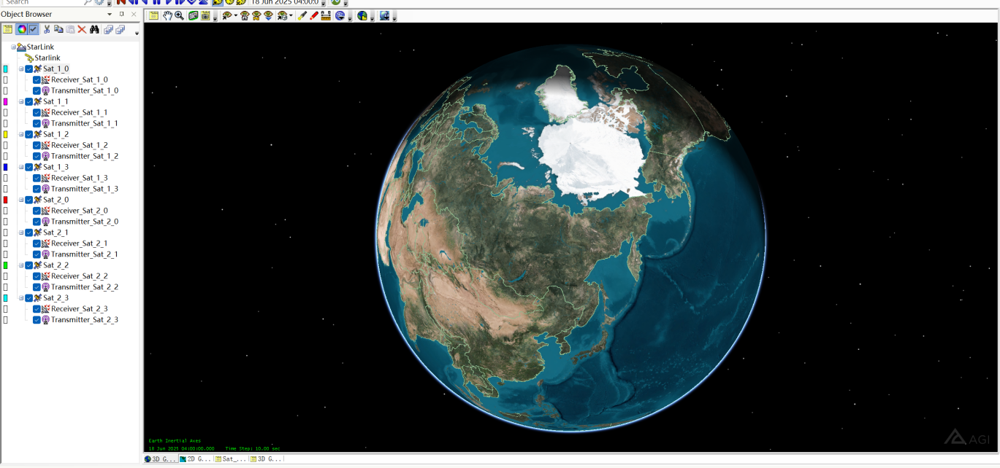 Search
18 Jun 2025 04:00:0
Object Browser
StarLink
Starlink
Sat_1_0
Receiver_Sat_1_0
Transmitter_Sat_1_0
Sat_1_1
Receiver_Sat_1_1
Transmitter_Sat_1_1
Sat_1_2
Receiver_Sat_1_2
Transmitter_Sat_1_2
Sat_1_3
Receiver_Sat_1_3
Transmitter_Sat_1_3
Sat_2_0
Receiver_Sat_2_0
Transmitter_Sat_2_0
Sat_2_1
Receiver_Sat_2_1
Transmitter_Sat_2_1
Sat_2_2
Receiver_Sat_2_2
Transmitter_Sat_2_2
Sat_2_3
Receiver_Sat_2_3
Transmitter_Sat_2_3
Earth Inertial Axes
18 Jun 2025 04:00:00.000 Time Step: 10.00 sec
AGI
3D G... 2D G... Sat_... 3D G...